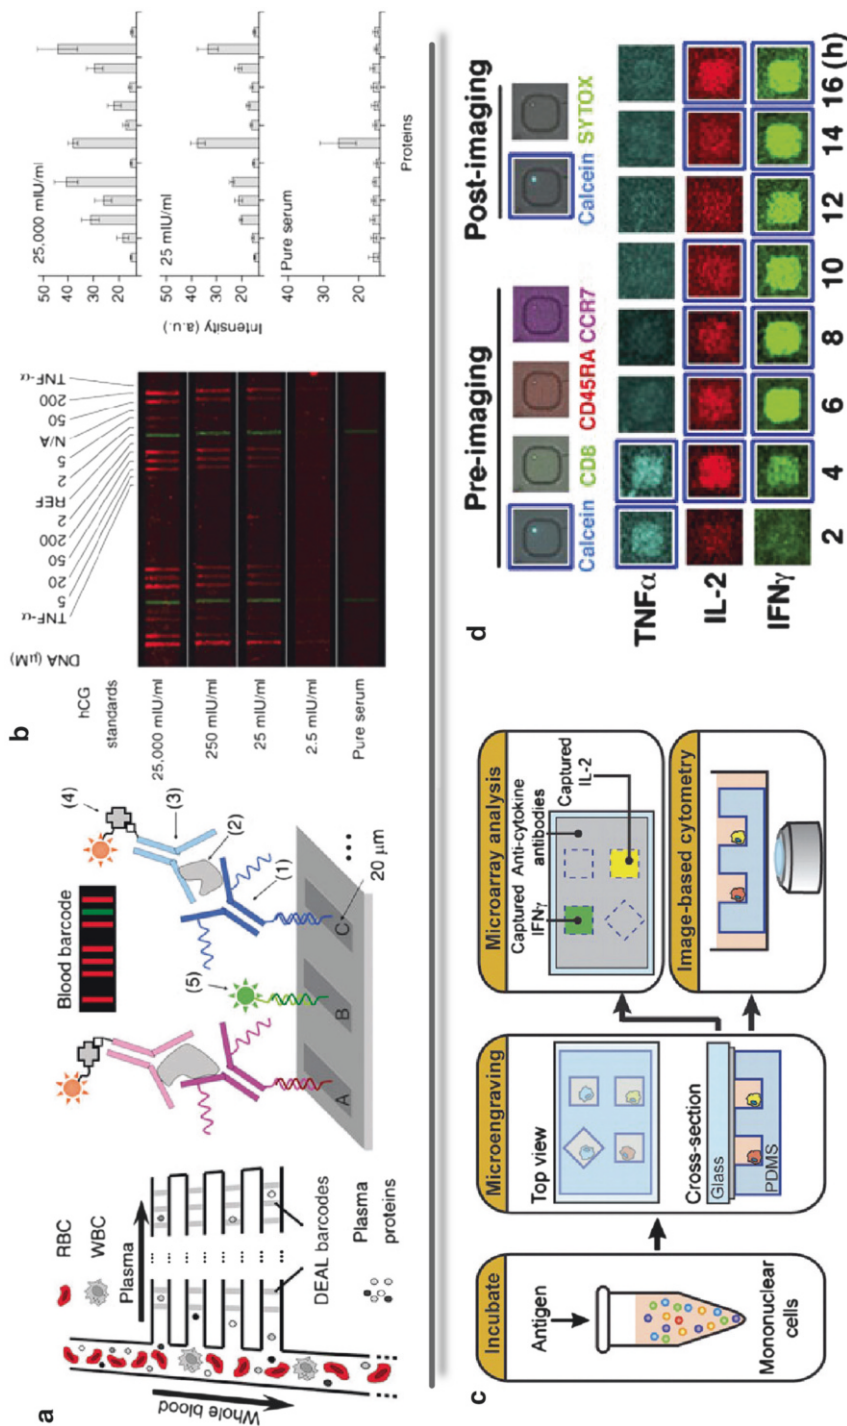 a
RBC
WBC
Plasma
Whole blood
DEAL barcodes
Plasma
proteins
Blood barcode
(4)
(3)
(2)
(1)
(5)
A
B
C
20 µm
b
DNA (µM)
TNF-α
5
20
50
200
2
REF
2
5
N/A
50
200
TNF-α
hCG
standards
25,000 mIU/ml
250 mIU/ml
25 mIU/ml
2.5 mIU/ml
Pure serum
50
40
30
20
25,000 mIU/ml
50
40
30
20
25 mIU/ml
40
30
20
Pure serum
Intensity (a.u.)
Proteins
c
Incubate
Antigen
Mononuclear
cells
Microengraving
Top view
Cross-section
Glass
PDMS
Microarray analysis
Captured
IFNγ
Anti-cytokine
antibodies
Captured
IL-2
Image-based cytometry
d
Pre-imaging
Post-imaging
Calcein CD8 CD45RA CCR7
Calcein SYTOX
TNFα
IL-2
IFNγ
2 4 6 8 10 12 14 16 (h)